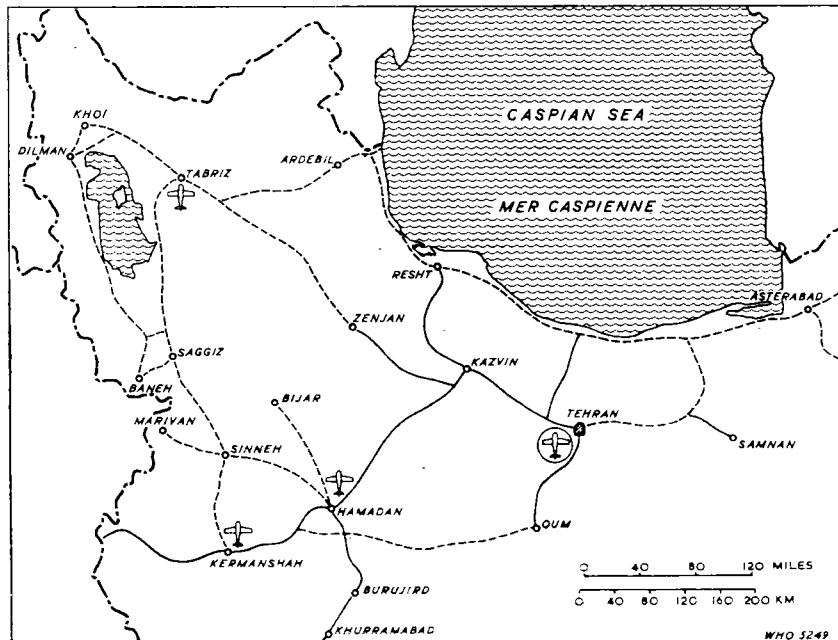 KHOI
DILMAN
TABRIZ
ARDEBIL
CASPIAN SEA
MER CASPIENNE
RESHT
ASTERABAD
ZENJAN
SAGGIZ
KAZVIN
BANEH
BIJAR
MARIVAN
TEHRAN
SAMNAN
SINNEH
HAMADAN
QUM
KERMANSHAH
0 40 80 120 MILES
0 40 80 120 160 200 KM
BURUJIRD
KHURRAMABAD
WHO 5249